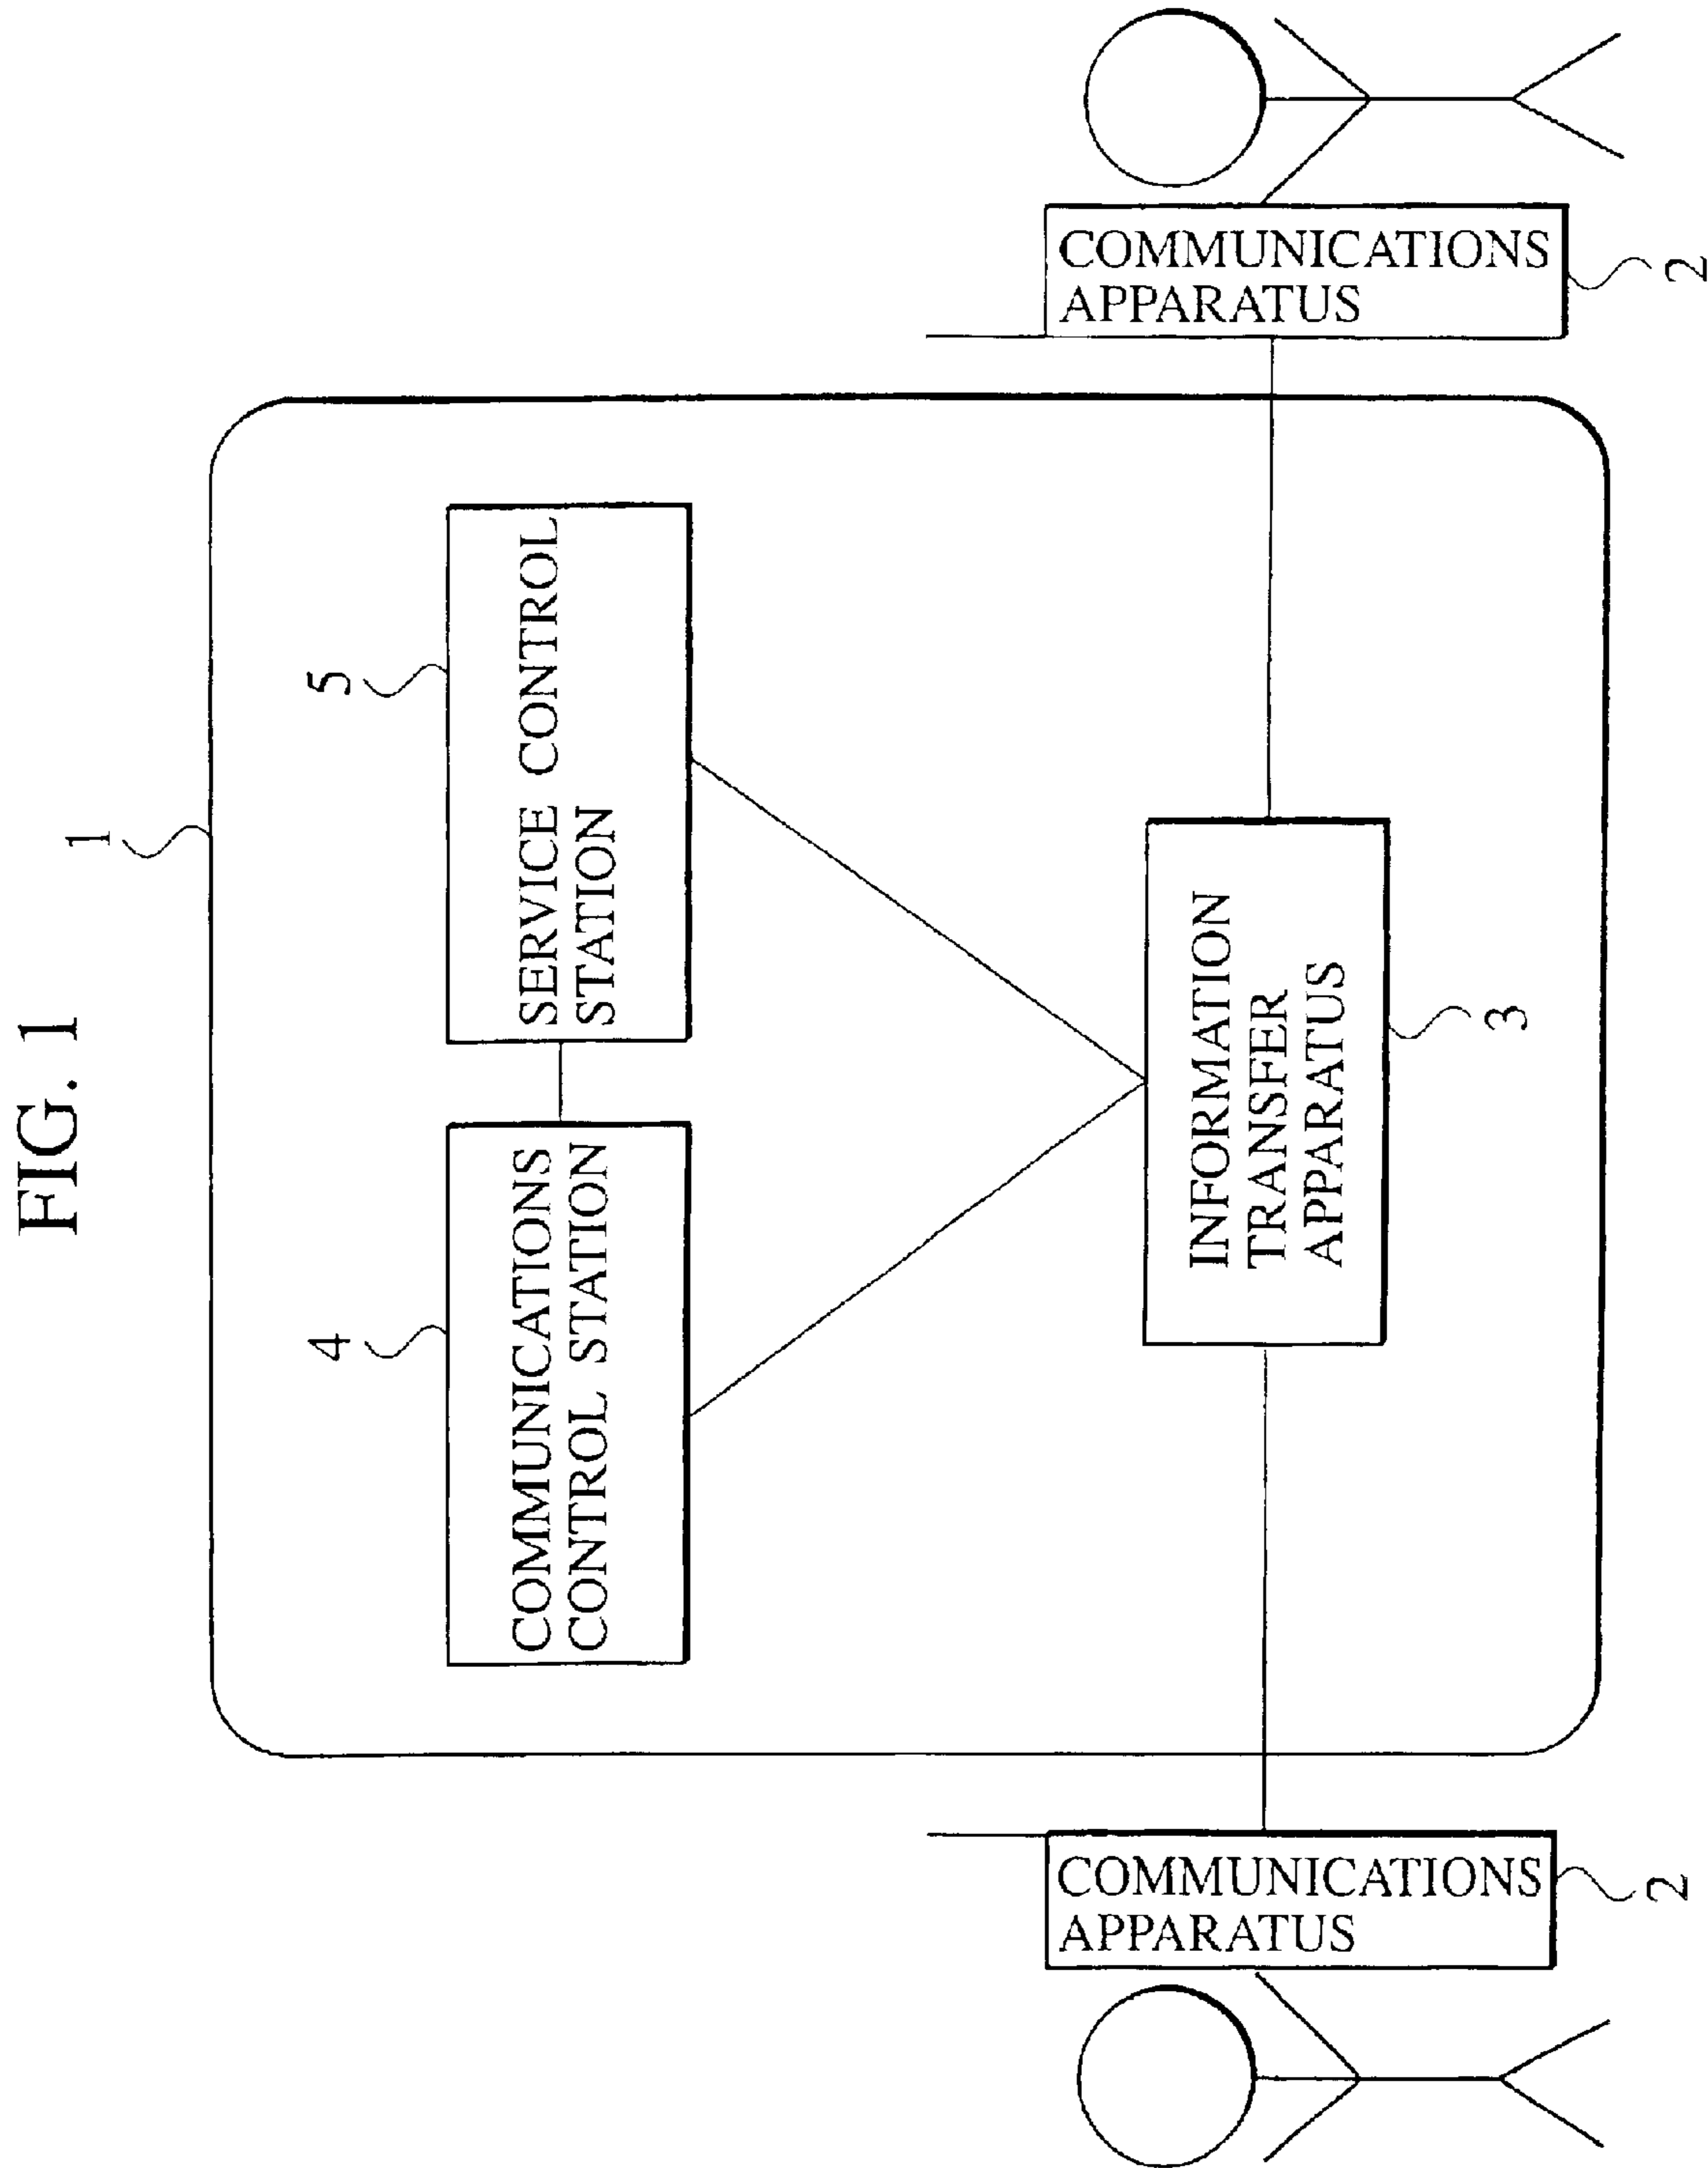 FIG. 1
1
4
5
COMMUNICATIONS
CONTROL STATION
SERVICE CONTROL
STATION
COMMUNICATIONS
APPARATUS
2
INFORMATION
TRANSFER
APPARATUS
3
COMMUNICATIONS
APPARATUS
2